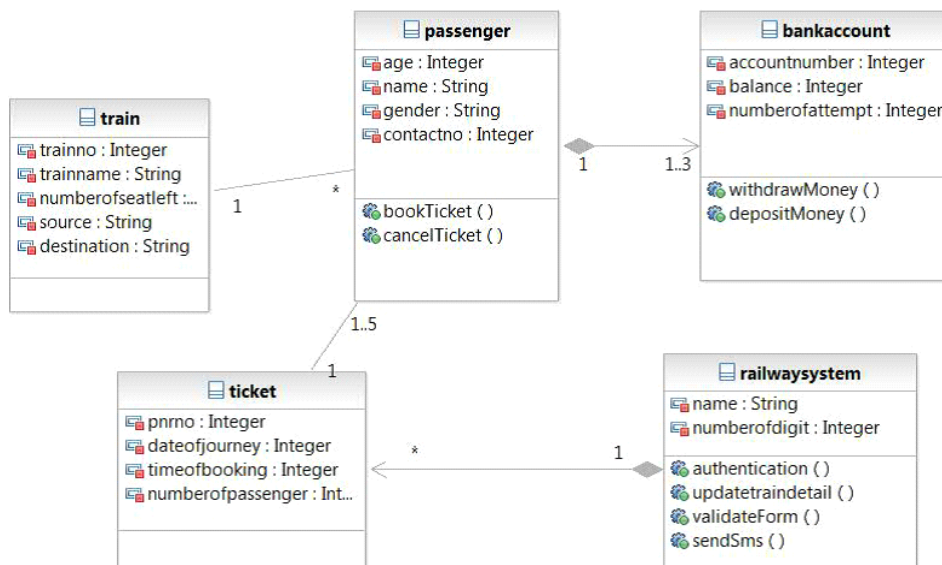 passenger
age : Integer
name : String
gender : String
contactno : Integer
bookTicket ( )
cancelTicket ( )
bankaccount
accountnumber : Integer
balance : Integer
numberofattempt : Integer
withdrawMoney ( )
depositMoney ( )
train
trainno : Integer
trainname : String
numberofseatleft :...
source : String
destination : String
1
*
1
1..3
1..5
1
ticket
pnrno : Integer
dateofjourney : Integer
timeofbooking : Integer
numberofpassenger : Int...
*
1
railwaysystem
name : String
numberofdigit : Integer
authentication ( )
updatetraindetail ( )
validateForm ( )
sendSms ( )